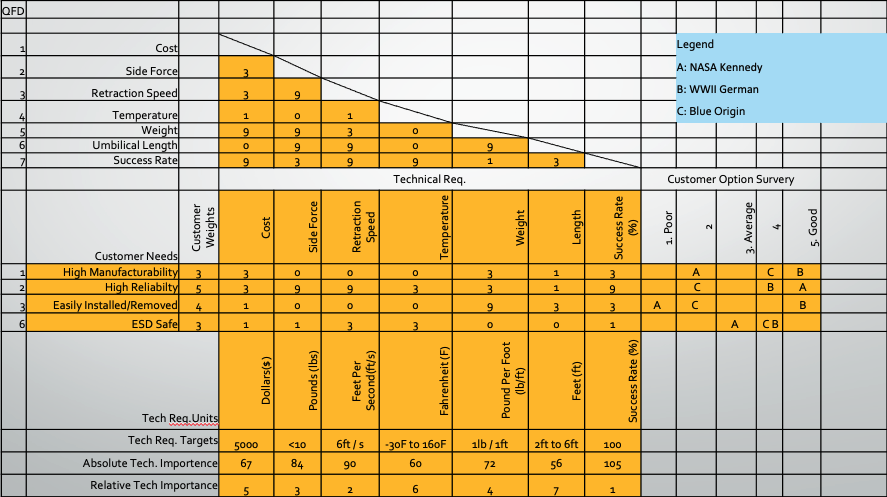 QFD
1 Cost
Legend
2 Side Force 3
A: NASA Kennedy
3 Retraction Speed 3 9
B: WWII German
4 Temperature 1 0 1
C: Blue Origin
5 Weight 9 9 3 0
6 Umbilical Length 0 9 9 0 9
7 Success Rate 9 3 9 9 1 3
Technical Req. Customer Option Survery
Customer Needs Customer Weights Cost Side Force Retraction Speed Temperature Weight Length Success Rate (%) 1. Poor 2 3. Average 4 5. Good
1 High Manufacturability 3 3 0 0 0 3 1 3 A C B
2 High Reliabilty 5 3 9 9 3 3 1 9 C B A
3 Easily Installed/Removed 4 1 0 0 0 9 3 3 A C B
6 ESD Safe 3 1 1 3 3 0 0 1 A C B
Tech Req.Units Dollars($) Pounds (lbs) Feet Per Second(ft/s) Fahrenheit (F) Pound Per Foot (lb/ft) Feet (ft) Success Rate (%)
Tech Req. Targets 5000 <10 6ft / s -30F to 160F 1lb / 1ft 2ft to 6ft 100
Absolute Tech. Importence 67 84 90 60 72 56 105
Relative Tech Importance 5 3 2 6 4 7 1